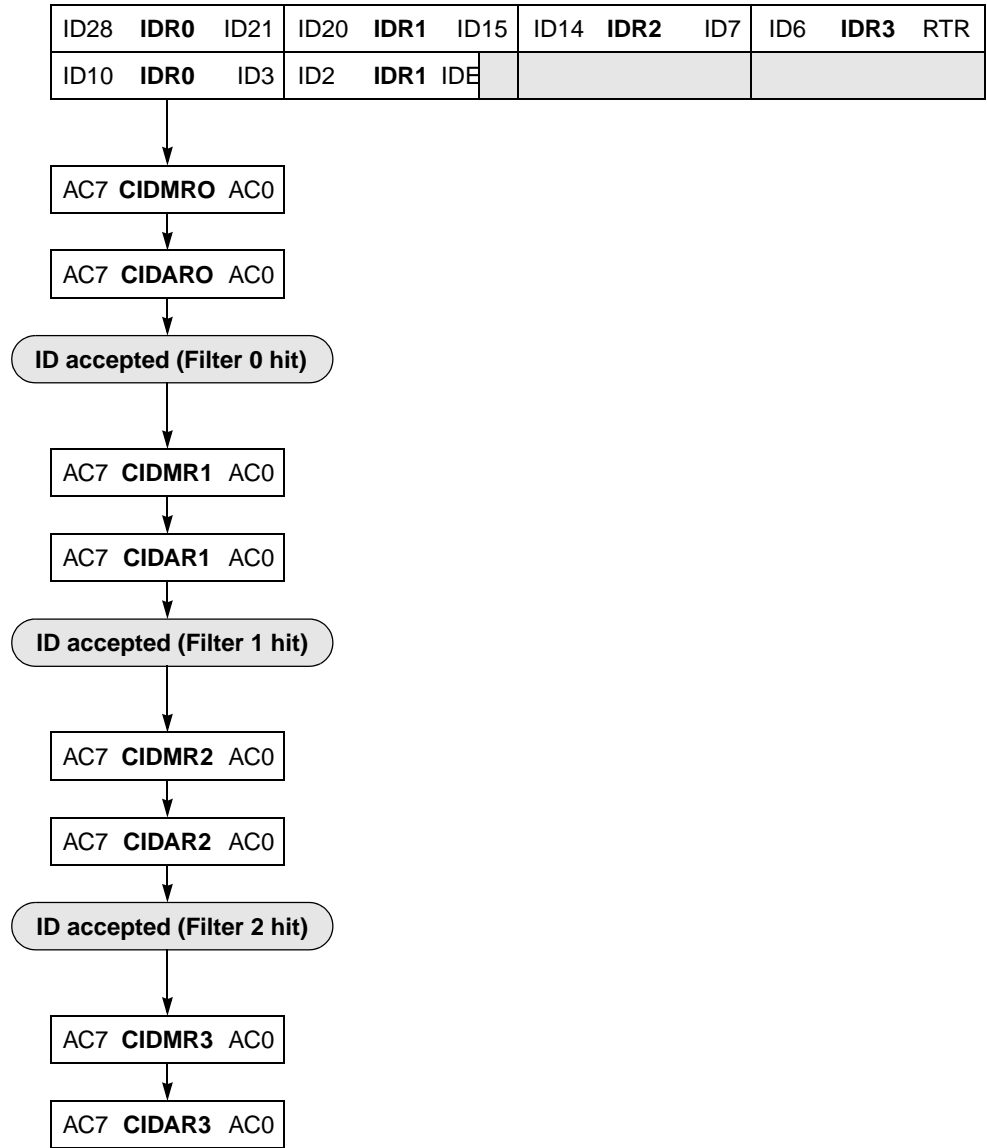 ID28 IDR0 ID21 ID20 IDR1 ID15 ID14 IDR2 ID7 ID6 IDR3 RTR
ID10 IDR0 ID3 ID2 IDR1 IDE
AC7 CIDMRO AC0
AC7 CIDARO AC0
ID accepted (Filter 0 hit)
AC7 CIDMR1 AC0
AC7 CIDAR1 AC0
ID accepted (Filter 1 hit)
AC7 CIDMR2 AC0
AC7 CIDAR2 AC0
ID accepted (Filter 2 hit)
AC7 CIDMR3 AC0
AC7 CIDAR3 AC0